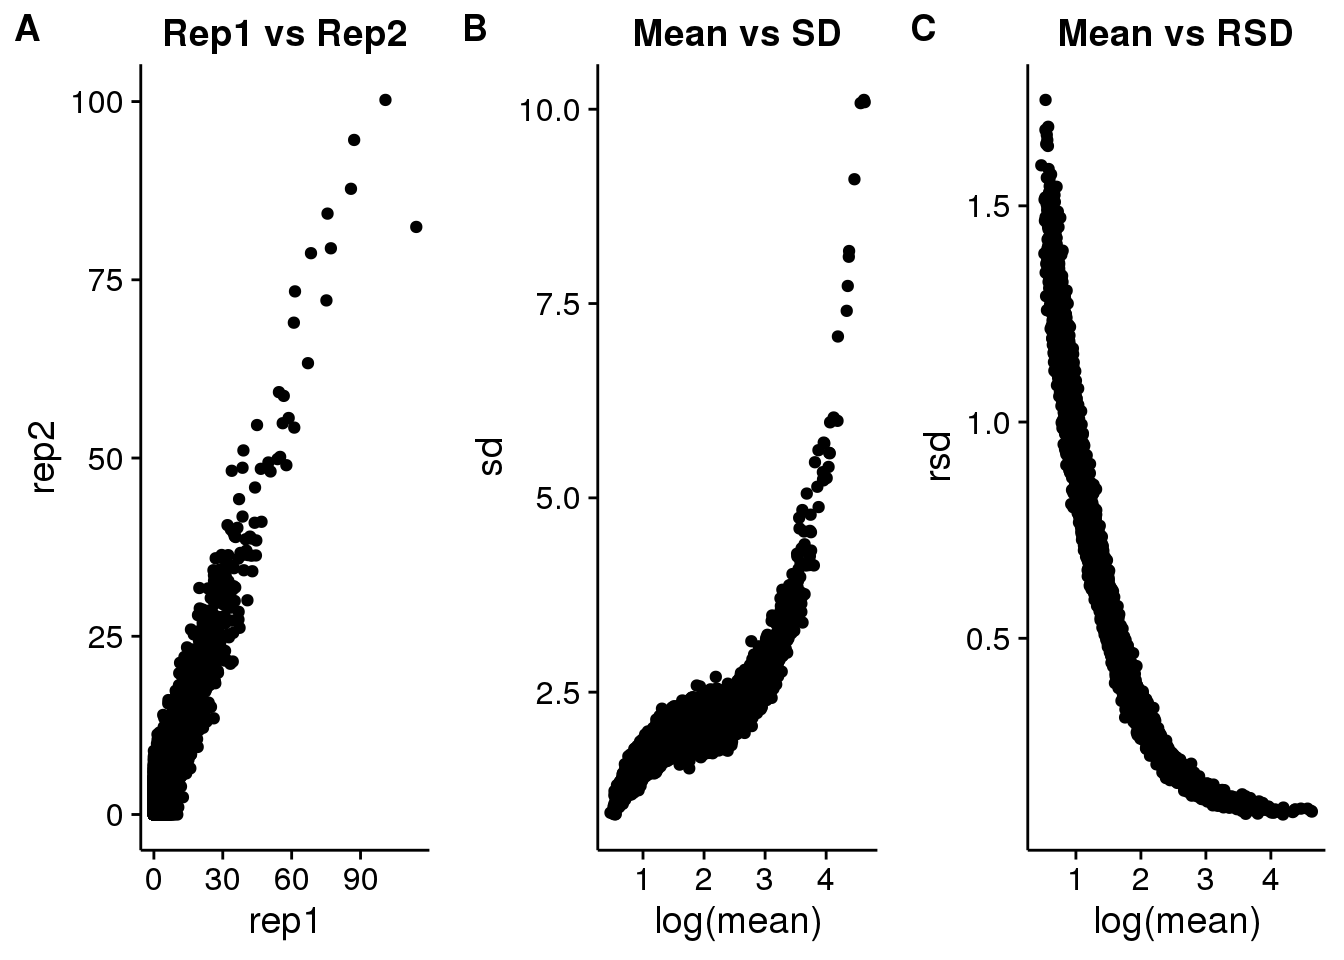 A
Rep1 vs Rep2
100
75
50
25
0
rep2
0 30 60 90
rep1
B
Mean vs SD
10.0
7.5
5.0
2.5
sd
1 2 3 4
log(mean)
C
Mean vs RSD
1.5
1.0
0.5
rsd
1 2 3 4
log(mean)